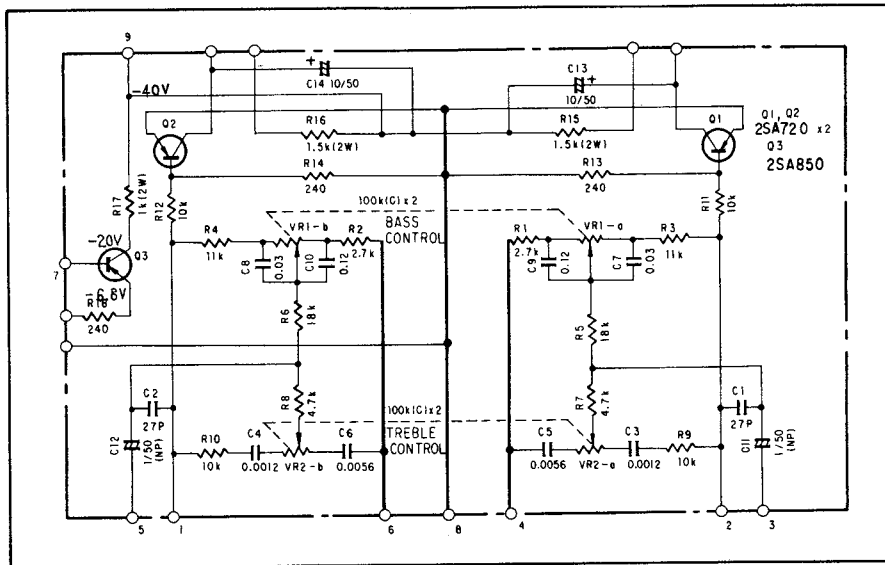 9
-40V
C14 10/50
+
C13
+
10/50
Q2
Q1
Q1, Q2
2SA720 x2
Q3
2SA850
R16
1.5k(2W)
R15
1.5k(2W)
R14
240
R13
240
R17
1k(2W)
R12
10k
R11
10k
100k(C)x2
R4
11k
VR1-b
R2
2.7k
BASS
CONTROL
R1
2.7k
VR1-a
R3
11k
-20V
Q3
7
-6.8V
R18
240
C8
0.03
C10
0.12
C9
0.12
C7
0.03
R6
18k
R5
18k
R8
4.7k
R7
4.7k
C2
27P
C12
1/50
(NP)
C1
27P
C11
1/50
(NP)
100k(C)x2
TREBLE
CONTROL
R10
10k
C4
0.0012
VR2-b
C6
0.0056
C5
0.0056
VR2-a
C3
0.0012
R9
10k
5
1
6
8
4
2
3